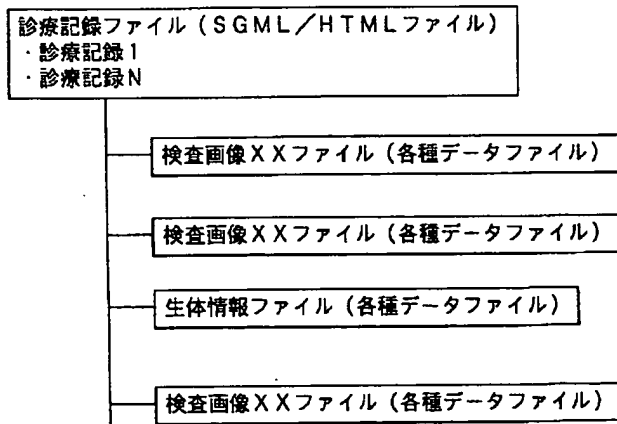 診療記録ファイル（ＳＧＭＬ／ＨＴＭＬファイル）
・診療記録１
・診療記録Ｎ
検査画像ＸＸファイル（各種データファイル）
検査画像ＸＸファイル（各種データファイル）
生体情報ファイル（各種データファイル）
検査画像ＸＸファイル（各種データファイル）